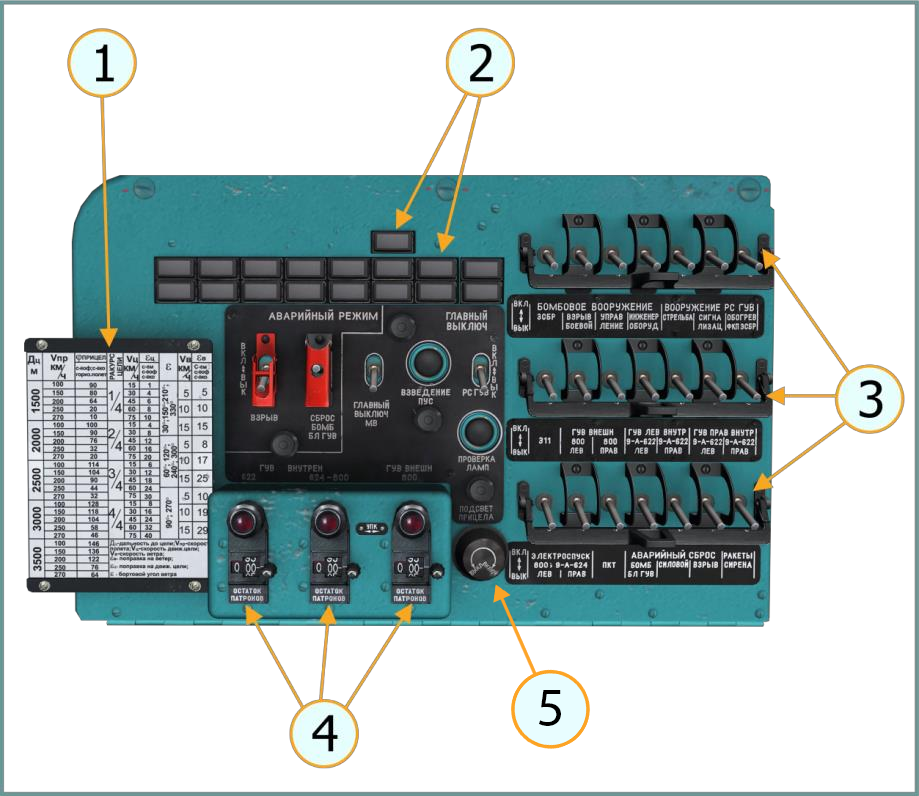 1
2
3
4
5
АВАРИЙНЫЙ РЕЖИМ
ГЛАВНЫЙ
ВЫКЛЮЧ
ВКЛ
ВЫК
ВЗРЫВ
СБРОС
БОМБ
БЛ ГУВ
ГЛАВНЫЙ
ВЫКЛЮЧ
МВ
ВЗВЕДЕНИЕ
ПУС
РС ГУВ
ВКЛ
ВЫК
ПРОВЕРКА
ЛАМП
ПОДСВЕТ
ПРИЦЕЛА
ГУВ ВНУТРЕН
622 624-800
ГУВ ВНЕШН
800
УПК
ОСТАТОК
ПАТРОНОВ
ОСТАТОК
ПАТРОНОВ
ОСТАТОК
ПАТРОНОВ
ВКЛ
ВЫК
БОМБОВОЕ ВООРУЖЕНИЕ ВООРУЖЕНИЕ РС ГУВ
ЭСБР ВЗРЫВ УПРАВ ИНЖЕНЕР СТРЕЛЬБА СИГНА ОБОГРЕВ
БОЕВОЙ ЛЕНИЕ ОБОРУД ЛИЗАЦ ФКПЭСБР
ВКЛ
ВЫК
ГУВ ВНЕШН ГУВ ЛЕВ ВНУТР ГУВ ПРАВ ВНУТР
311 800 800 9-А-622 9-А-622 9-А-622 9-А-622
ЛЕВ ПРАВ ЛЕВ ПРАВ ЛЕВ ПРАВ
ВКЛ
ВЫК
ЭЛЕКТРОСПУСК АВАРИЙНЫЙ СБРОС РАКЕТЫ
800 9-А-624 ПКТ БОМБ СИЛОВОЙ ВЗРЫВ СИРЕНА
ЛЕВ ПРАВ БЛ ГУВ
Дц
м
Vпр
КМ/Ч
φПРИЦЕЛ
РАКУРС
ЦЕЛИ
Vц
КМ/Ч
εц
Vв
КМ/Ч
εв
1500
100 90 15 1
150 80 30 4
200 64 45 6
250 20 60 8
270 10 75 10
1/4
2000
100 100 15 4
150 90 30 8
200 76 45 12
250 32 60 16
270 20 75 20
2/4
2500
100 114 15 6
150 104 30 12
200 90 45 18
250 44 60 24
270 32 75 30
3/4
3000
100 128 15 8
150 118 30 16
200 104 45 24
250 58 60 32
270 46 75 40
4/4
3500
100 146
150 136
200 122
250 76
270 64
30°;150°;210°;
330°
5 5
10 10
15 15
60°; 120°;
240°; 300°
5 8
10 17
15 25
90°; 270°
5 10
10 19
15 29
Дц-дальность до цели; Vпр-скорость
полета; Vц-скорость движ.цели;
Vв-скорость ветра;
εв- поправка на ветер;
εц- поправка на движ. цели;
ε - бортовой угол ветра